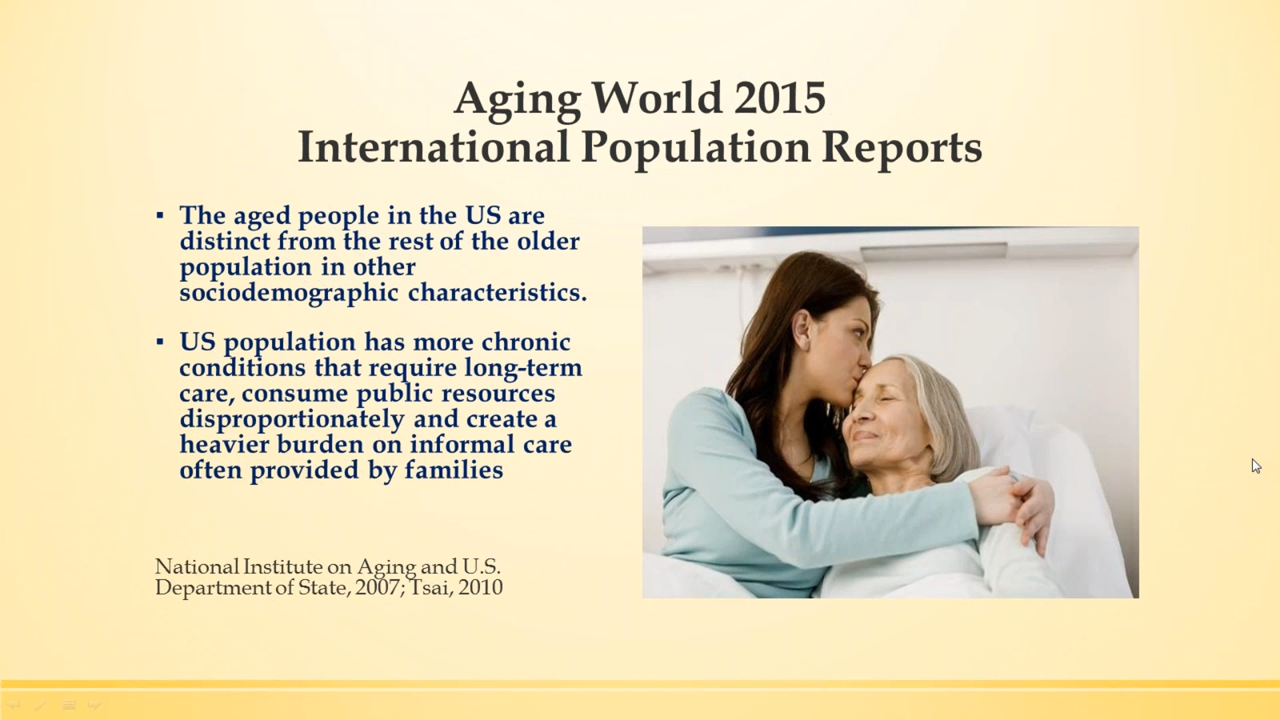 Aging World 2015
International Population Reports
▪ The aged people in the US are
distinct from the rest of the older
population in other
sociodemographic characteristics.
▪ US population has more chronic
conditions that require long-term
care, consume public resources
disproportionately and create a
heavier burden on informal care
often provided by families
National Institute on Aging and U.S.
Department of State, 2007; Tsai, 2010